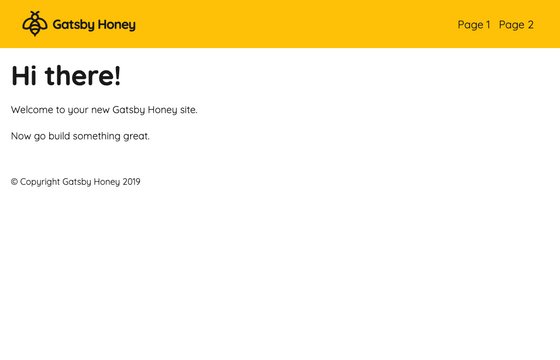 Gatsby Honey
Page 1 Page 2
Hi there!
Welcome to your new Gatsby Honey site.
Now go build something great.
© Copyright Gatsby Honey 2019